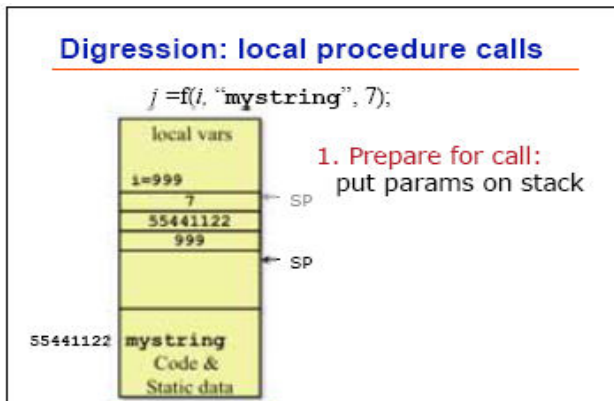 Digression: local procedure calls
j =f(i, “mystring”, 7);
local vars
1. Prepare for call:
put params on stack
i=999
7
SP
55441122
999
SP
55441122
mystring
Code &
Static data